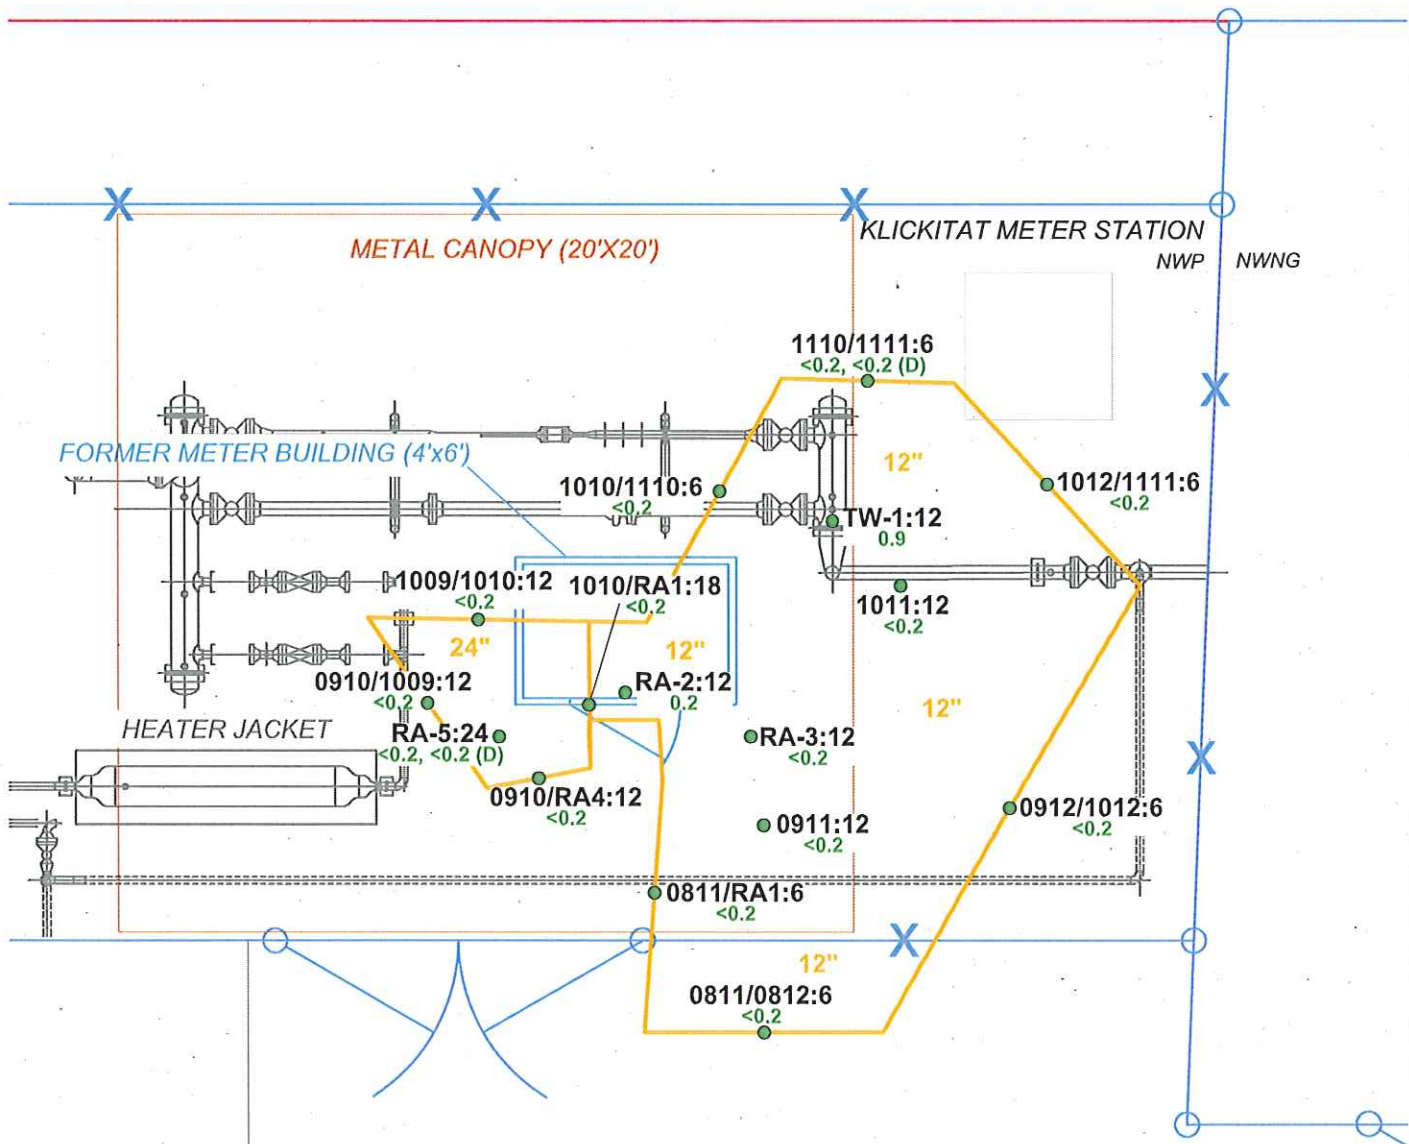 METAL CANOPY (20'X20')
KLICKITAT METER STATION
NWP
NWNG
1110/1111:6
<0.2, <0.2 (D)
FORMER METER BUILDING (4'x6')
12"
1010/1110:6
<0.2
1012/1111:6
<0.2
TW-1:12
0.9
1009/1010:12
<0.2
1010/RA1:18
<0.2
1011:12
<0.2
24"
12"
0910/1009:12
<0.2
RA-2:12
0.2
12"
HEATER JACKET
RA-5:24
<0.2, <0.2 (D)
RA-3:12
<0.2
0910/RA4:12
<0.2
0911:12
<0.2
0912/1012:6
<0.2
0811/RA1:6
<0.2
12"
0811/0812:6
<0.2